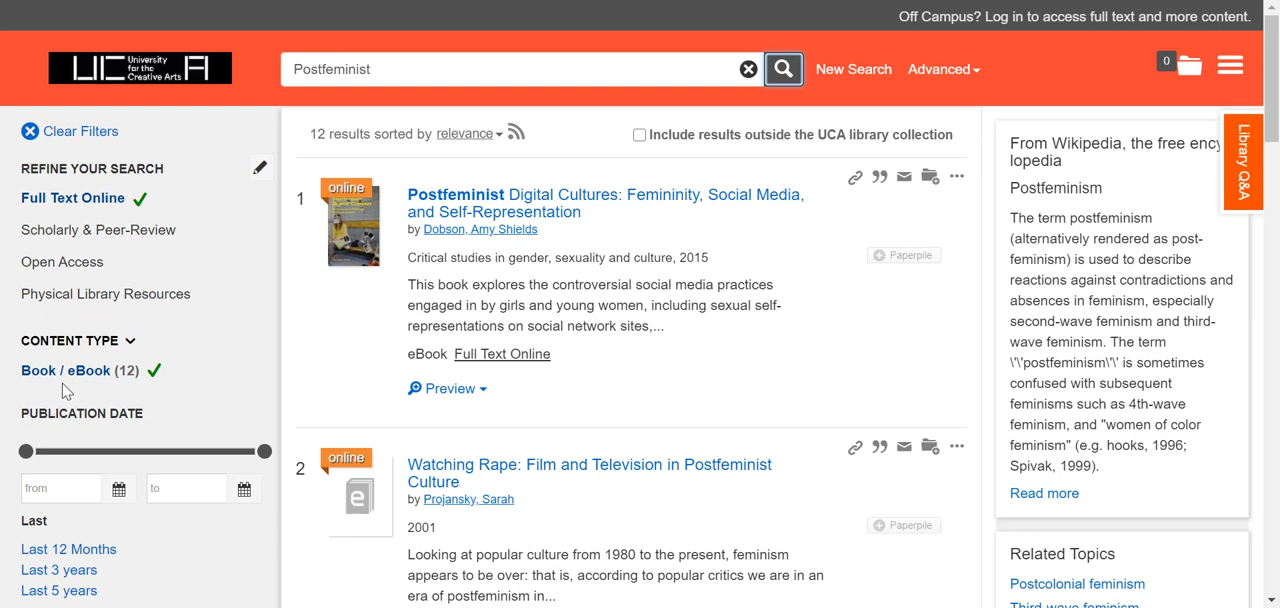 Off Campus? Log in to access full text and more content.
UCA University for the Creative Arts
Postfeminist
New Search
Advanced
0
Library Q&A
Clear Filters
REFINE YOUR SEARCH
Full Text Online
Scholarly & Peer-Review
Open Access
Physical Library Resources
CONTENT TYPE
Book / eBook (12)
PUBLICATION DATE
from
to
Last
Last 12 Months
Last 3 years
Last 5 years
12 results sorted by relevance
Include results outside the UCA library collection
1
online
Postfeminist Digital Cultures: Femininity, Social Media,
and Self-Representation
by Dobson, Amy Shields
Critical studies in gender, sexuality and culture, 2015
Paperpile
This book explores the controversial social media practices
engaged in by girls and young women, including sexual self-
representations on social network sites,...
eBook Full Text Online
Preview
2
online
e
Watching Rape: Film and Television in Postfeminist
Culture
by Projansky, Sarah
2001
Paperpile
Looking at popular culture from 1980 to the present, feminism
appears to be over: that is, according to popular critics we are in an
era of postfeminism in...
From Wikipedia, the free ency
lopedia
Postfeminism
The term postfeminism
(alternatively rendered as post-
feminism) is used to describe
reactions against contradictions and
absences in feminism, especially
second-wave feminism and third-
wave feminism. The term
\'\'postfeminism\'\' is sometimes
confused with subsequent
feminisms such as 4th-wave
feminism, and "women of color
feminism" (e.g. hooks, 1996;
Spivak, 1999).
Read more
Related Topics
Postcolonial feminism
Third-wave feminism